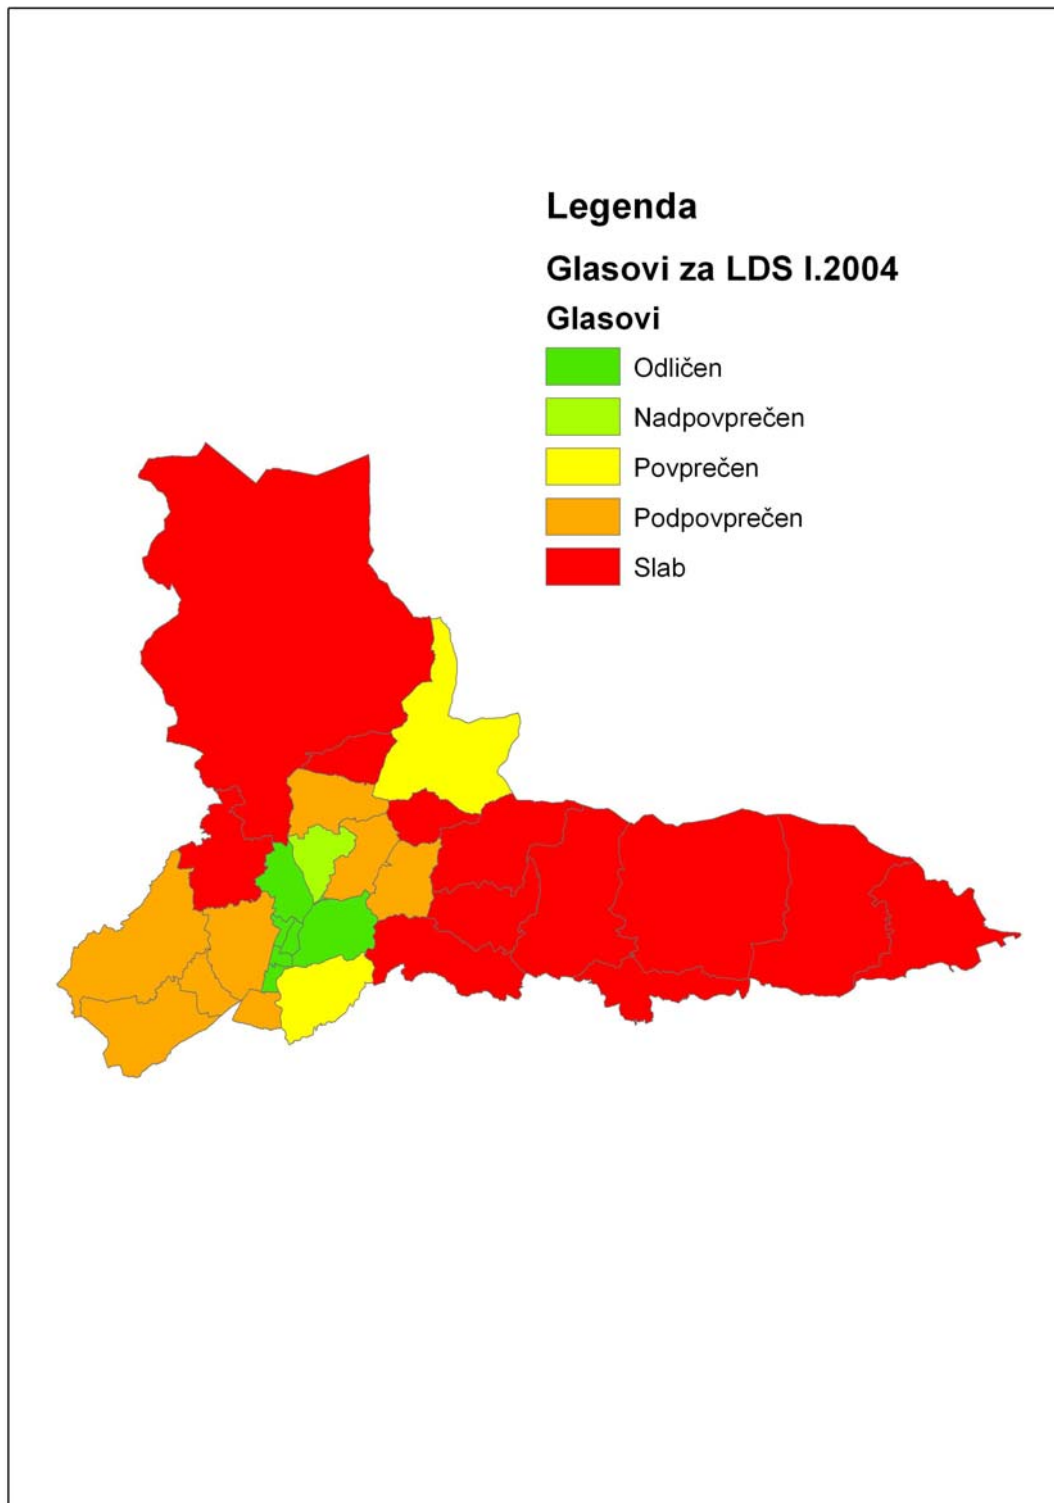 Legenda
Glasovi za LDS I.2004
Glasovi
Odličen
Nadpovprečen
Povprečen
Podpovprečen
Slab